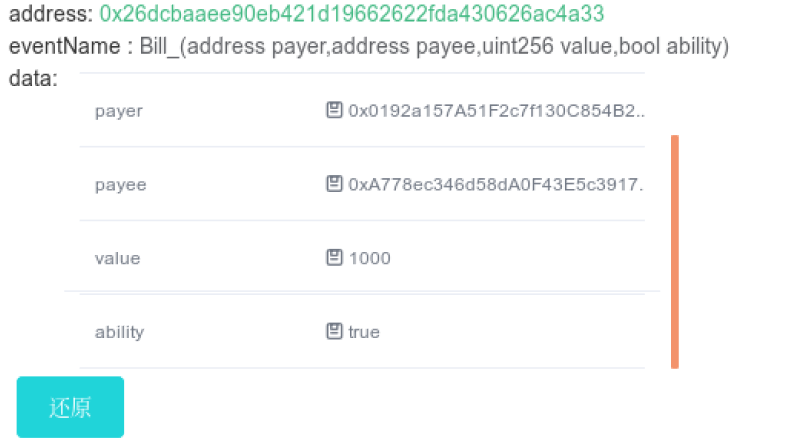 address: 0x26dcbaaee90eb421d19662622fda430626ac4a33
eventName : Bill_(address payer,address payee,uint256 value,bool ability)
data:
payer 0x0192a157A51F2c7f130C854B2..
payee 0xA778ec346d58dA0F43E5c3917.
value 1000
ability true
还原